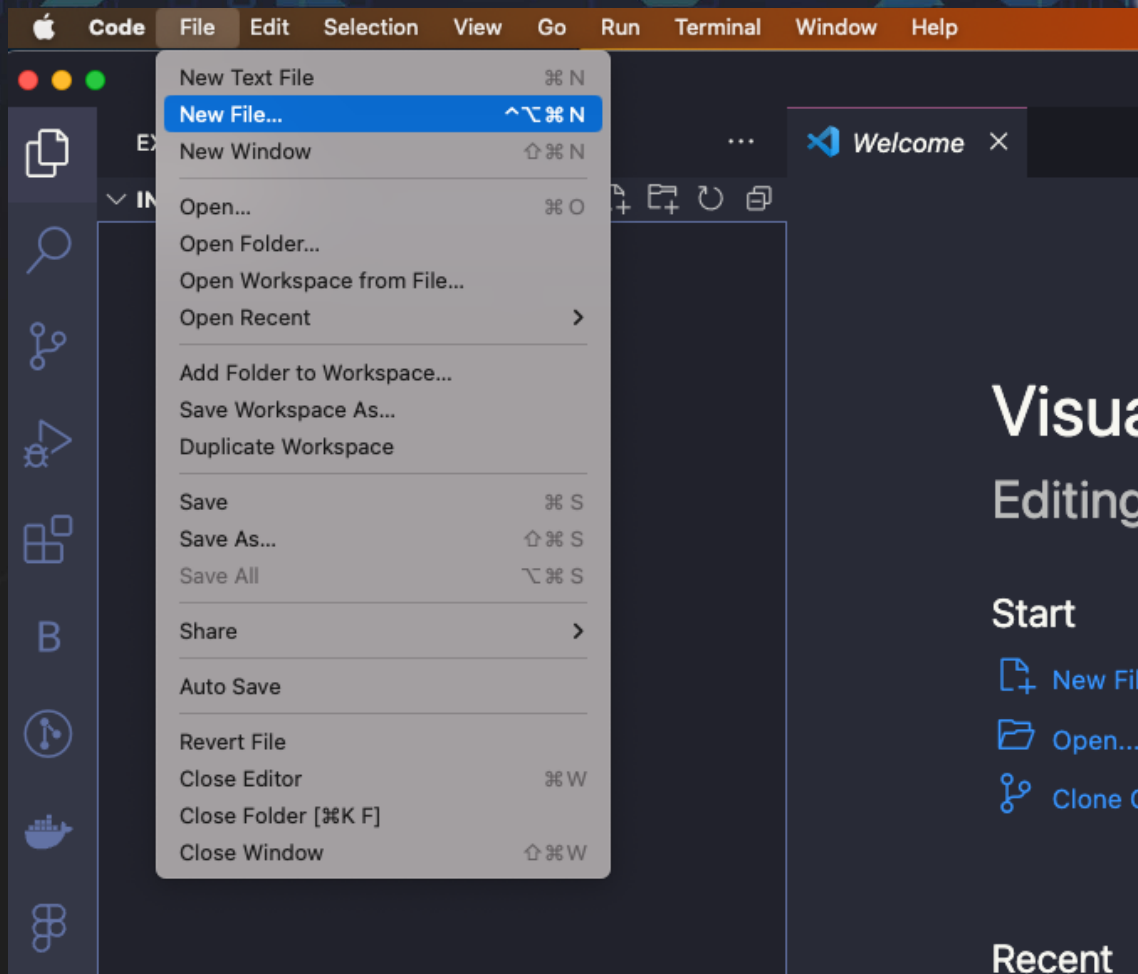 Code File Edit Selection View Go Run Terminal Window Help
New Text File ⌘ N
New File... ^⌥⌘ N
New Window ⇧⌘ N
Open... ⌘ O
Open Folder...
Open Workspace from File...
Open Recent >
Add Folder to Workspace...
Save Workspace As...
Duplicate Workspace
Save ⌘ S
Save As... ⇧⌘ S
Save All ⌥⌘ S
Share >
Auto Save
Revert File
Close Editor ⌘ W
Close Folder [⌘K F]
Close Window ⇧⌘ W
B
Welcome
Editing
Start
New
Open...
Clone
Recent